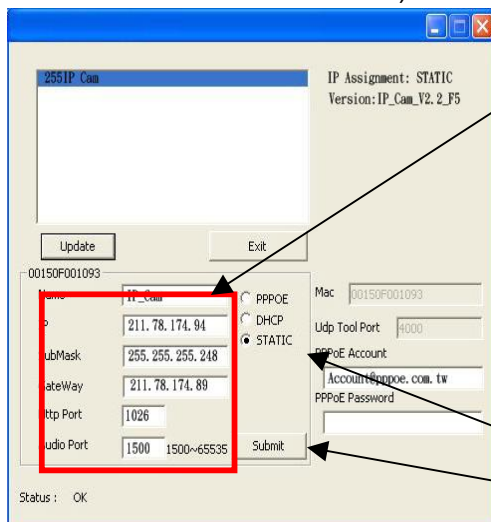 255IP Cam
IP Assignment: STATIC
Version:IP_Cam_V2.2_F5
Update
Exit
00150F001093
IP_Cam
PPPOE
DHCP
STATIC
211.78.174.94
SubMask
255.255.255.248
GateWay
211.78.174.89
Http Port
1026
Audio Port
1500
1500~65535
Submit
Mac
00150F001093
Udp Tool Port
4000
PPPoE Account
Account@pppoe.com.tw
PPPoE Password
Status : OK